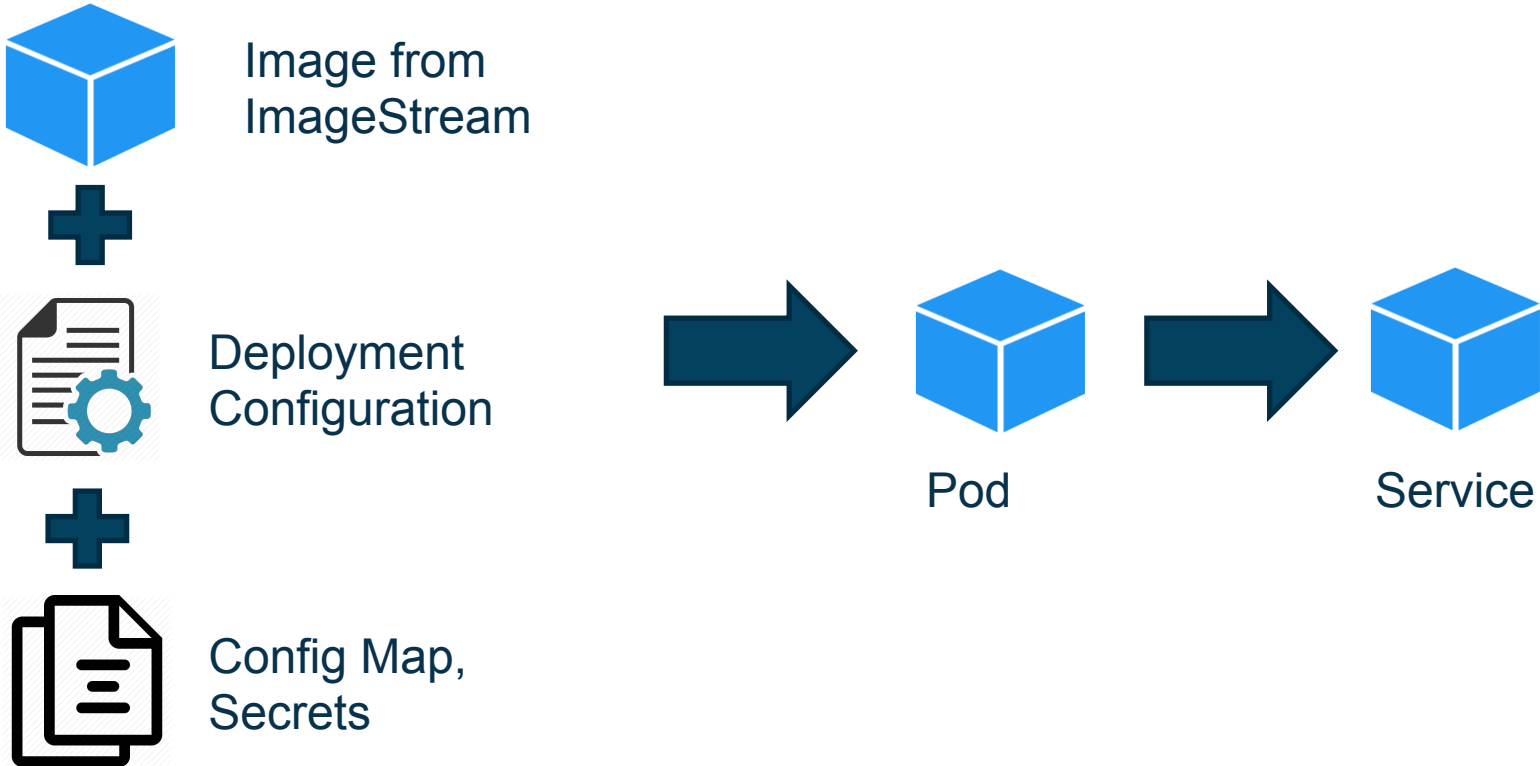 Image from
ImageStream
Deployment
Configuration
Pod
Service
Config Map,
Secrets